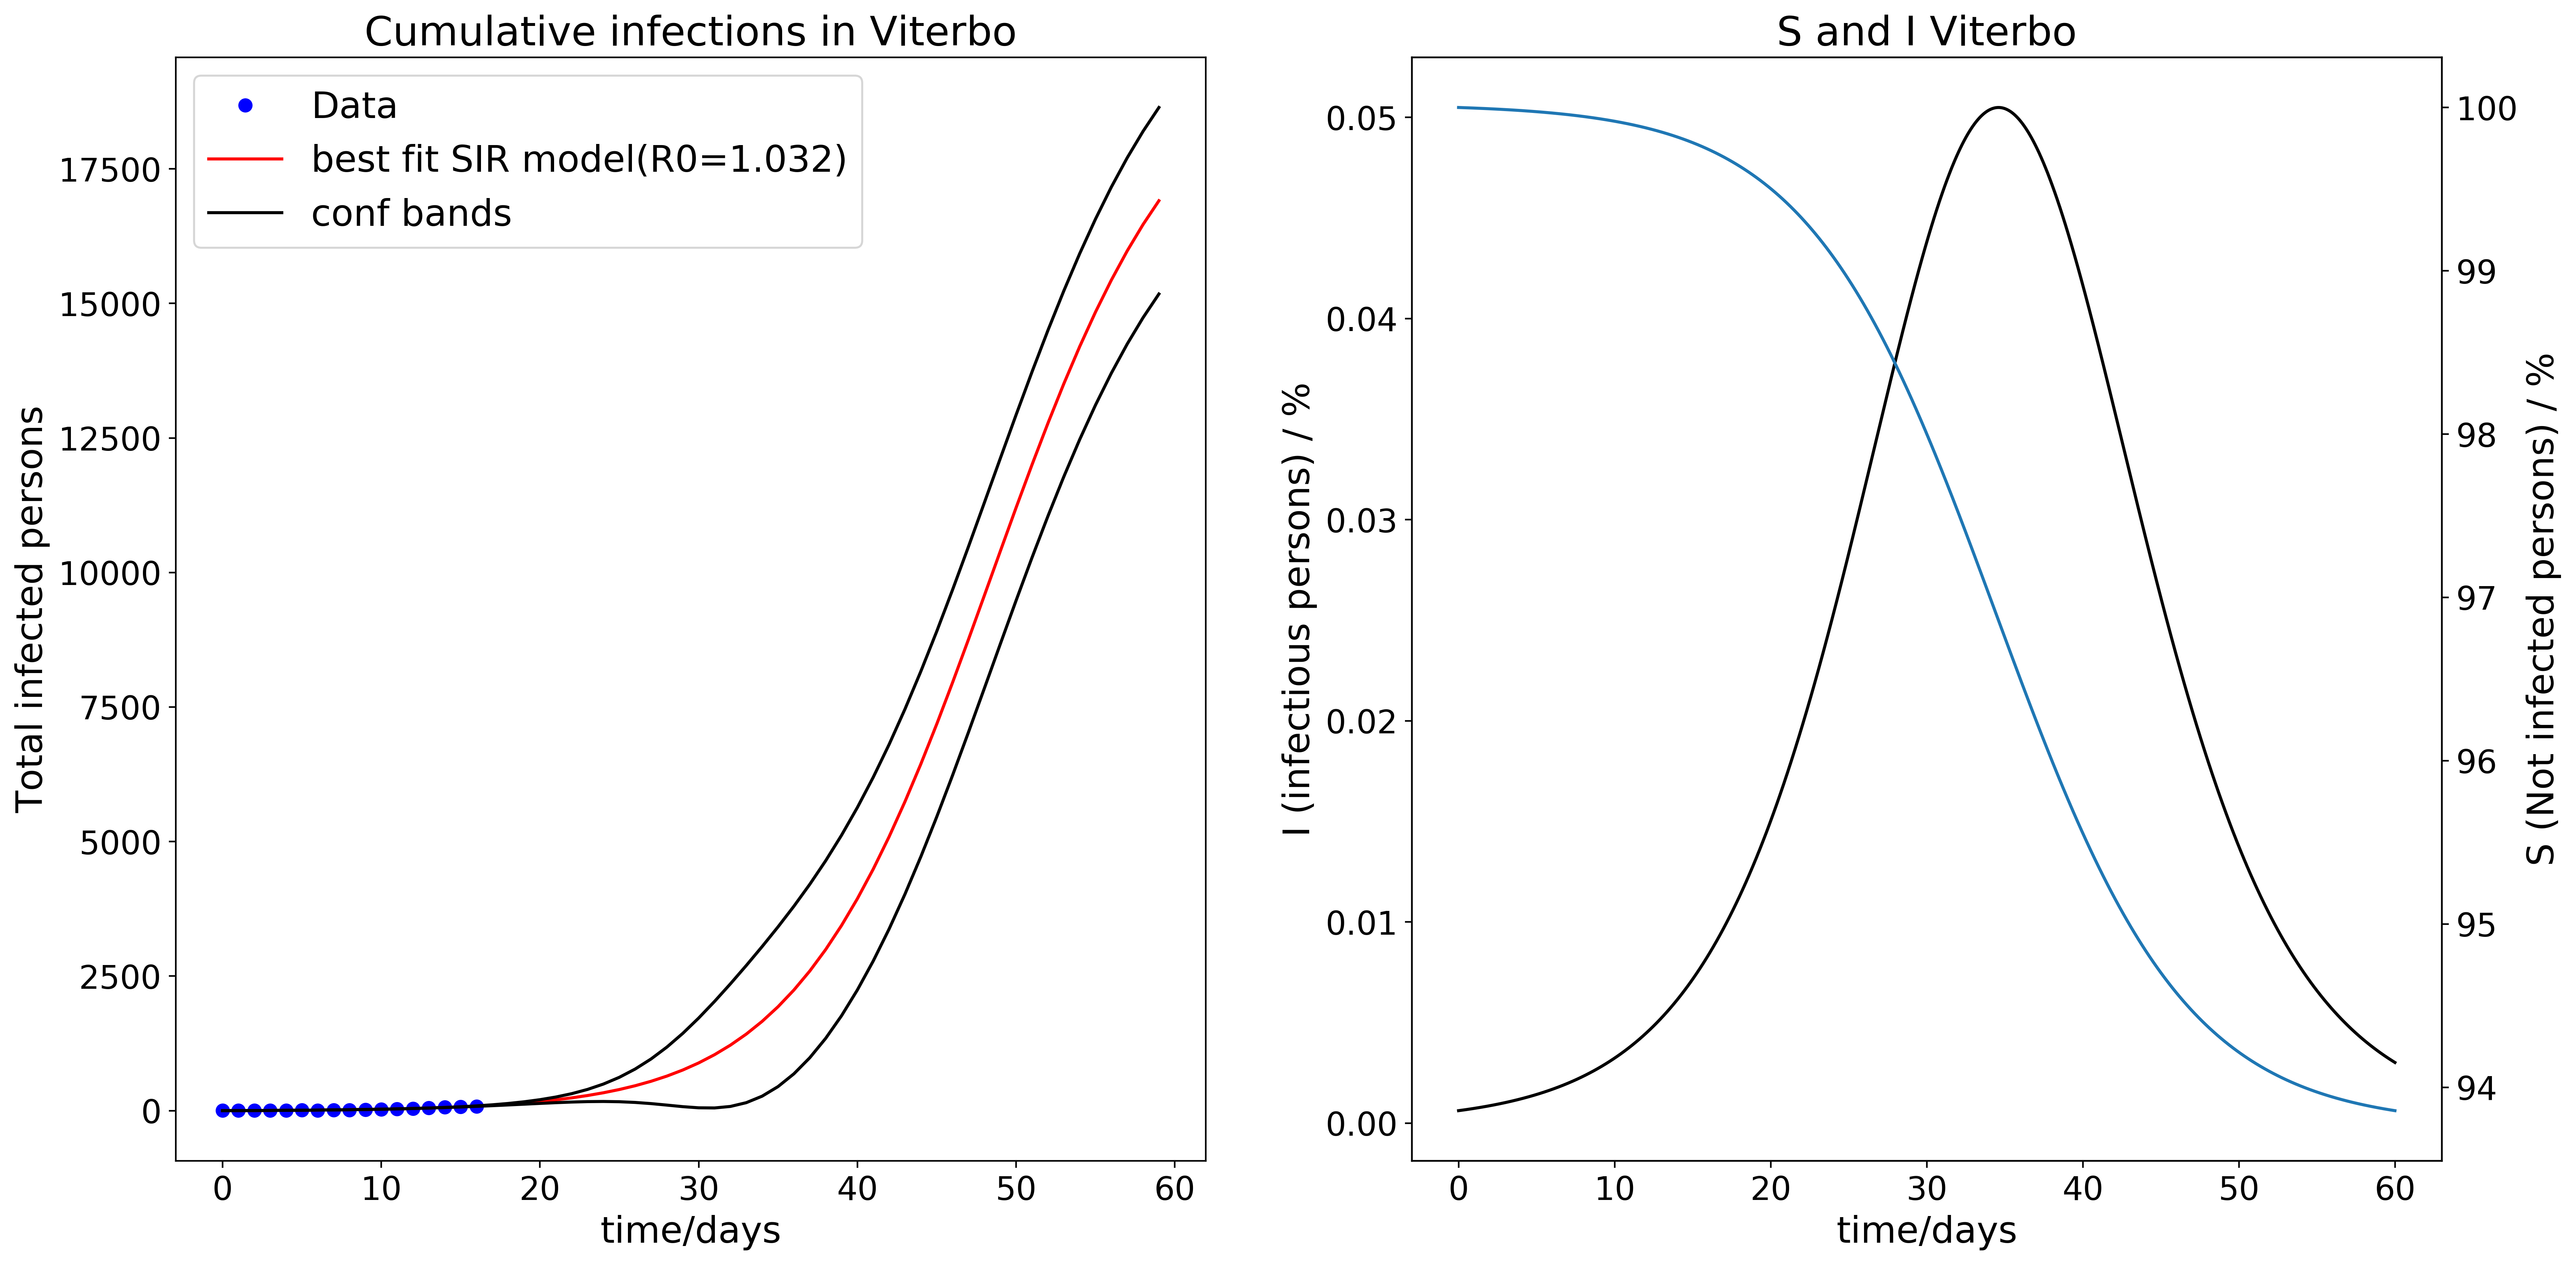 Cumulative infections in Viterbo
Data
best fit SIR model(R0=1.032)
conf bands
Total infected persons
17500
15000
12500
10000
7500
5000
2500
0
0 10 20 30 40 50 60
time/days
S and I Viterbo
I (infectious persons) / %
0.05
0.04
0.03
0.02
0.01
0.00
0 10 20 30 40 50 60
time/days
100
99
98
97
96
95
94
S (Not infected persons) / %